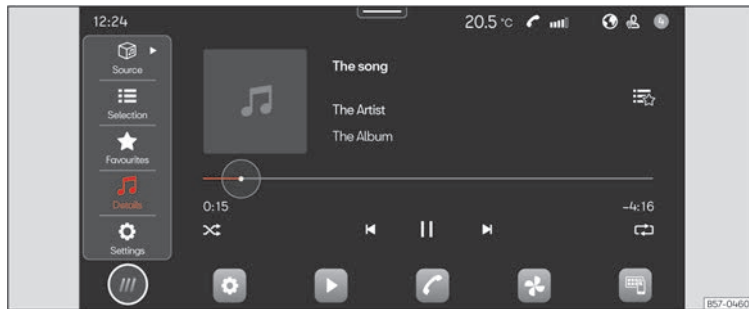 12:24
20.5 °C
4
Source
Selection
Favourites
Details
Settings
The song
The Artist
The Album
0:15
-4:16
B57-0460